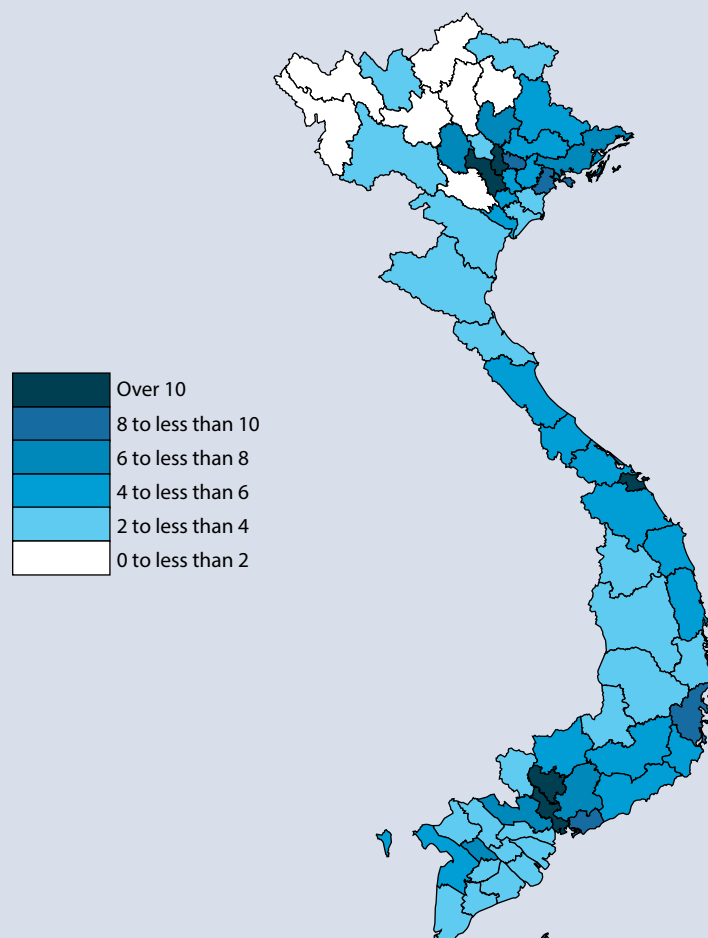 Over 10
8 to less than 10
6 to less than 8
4 to less than 6
2 to less than 4
0 to less than 2